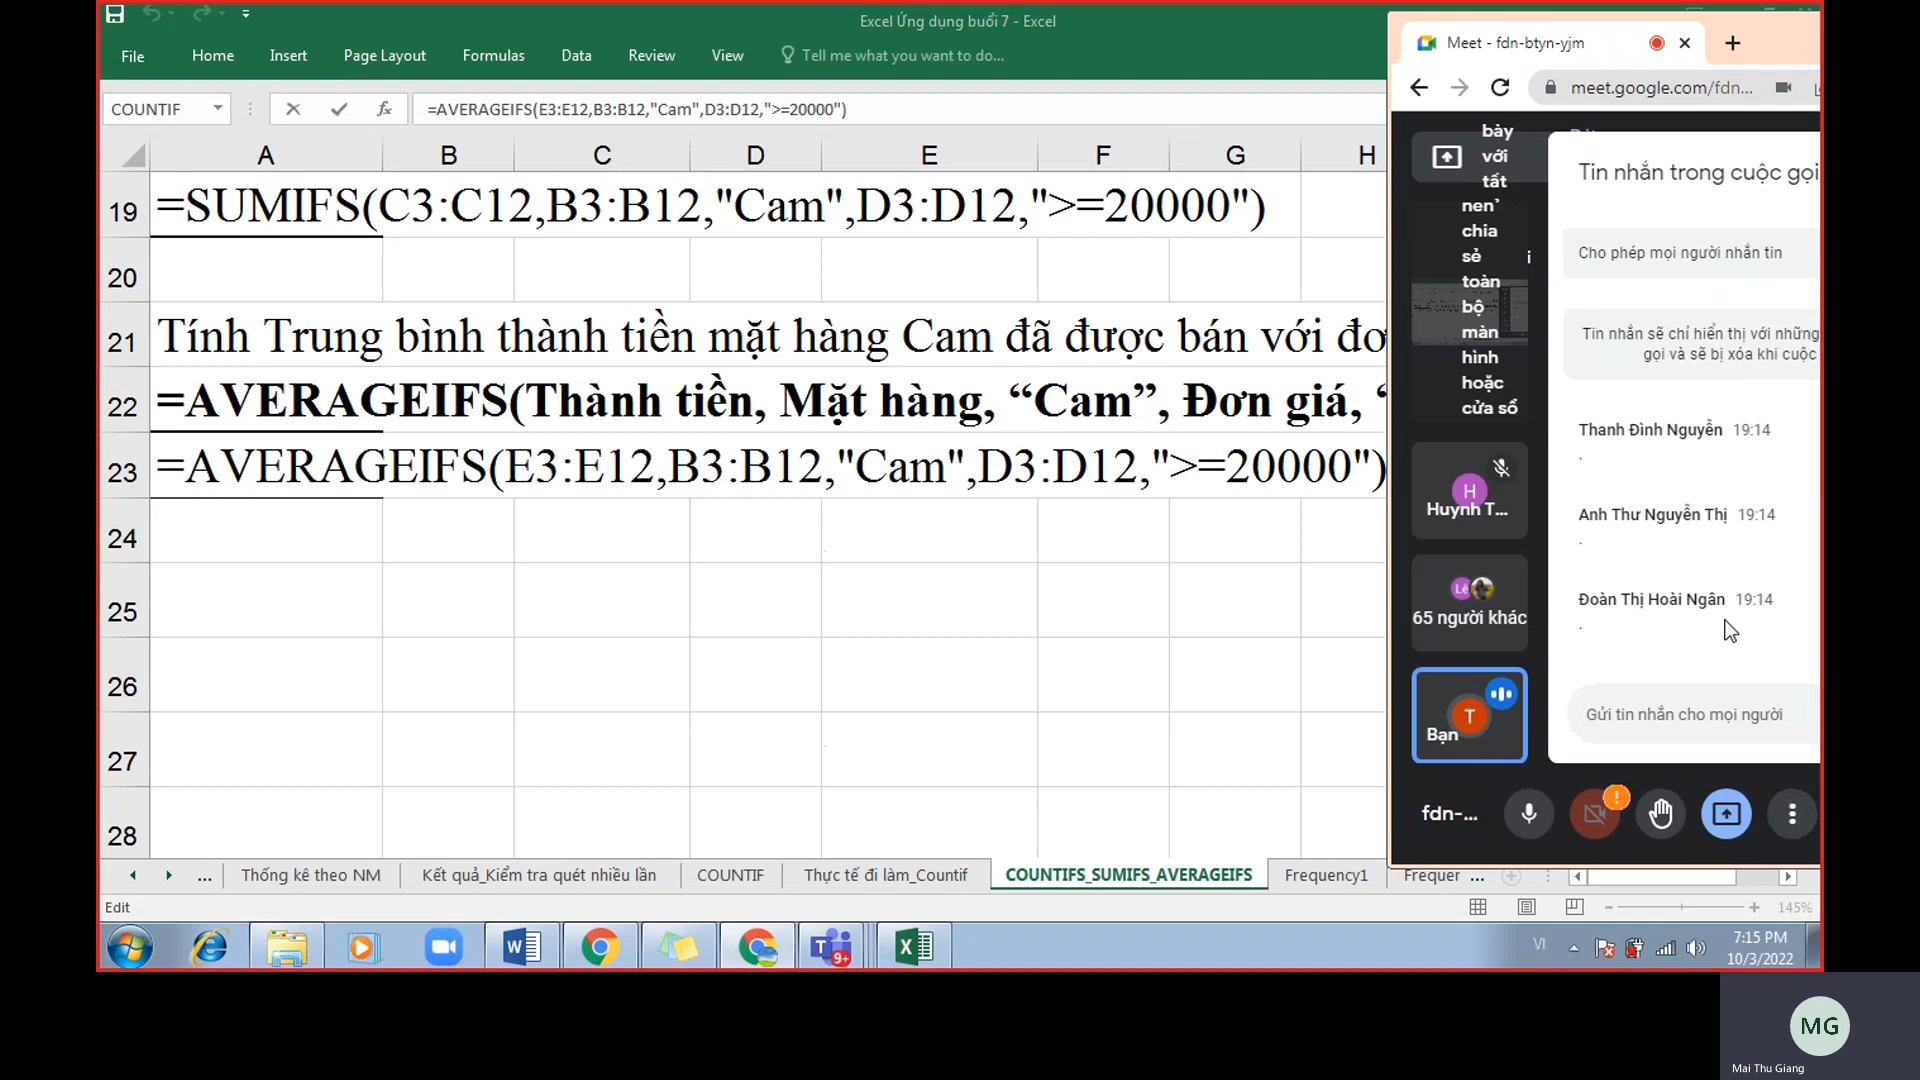 Excel Ứng dụng buổi 7 - Excel
File Home Insert Page Layout Formulas Data Review View Tell me what you want to do...
COUNTIF fx =AVERAGEIFS(E3:E12,B3:B12,"Cam",D3:D12,">=20000")
A B C D E F G H
19 =SUMIFS(C3:C12,B3:B12,"Cam",D3:D12,">=20000")
20
21 Tính Trung bình thành tiền mặt hàng Cam đã được bán với đơ
22 =AVERAGEIFS(Thành tiền, Mặt hàng, “Cam”, Đơn giá, “
23 =AVERAGEIFS(E3:E12,B3:B12,"Cam",D3:D12,">=20000")
24
25
26
27
28
... Thống kê theo NM Kết quả_Kiểm tra quét nhiều lần COUNTIF Thực tế đi làm_Countif COUNTIFS_SUMIFS_AVERAGEIFS Frequency1 Frequer ...
Edit
145%
Meet - fdn-btyn-yjm
meet.google.com/fdn...
bày
với
tất
nen'
chia
sẻ
toàn
bộ
màn
hình
hoặc
cửa sổ
Huynh T...
Lê
65 người khác
T
Bạn
Tin nhắn trong cuộc gọi
Cho phép mọi người nhắn tin
Tin nhắn sẽ chỉ hiển thị với những
gọi và sẽ bị xóa khi cuộc
Thanh Đình Nguyễn 19:14
.
Anh Thư Nguyễn Thị 19:14
.
Đoàn Thị Hoài Ngân 19:14
.
Gửi tin nhắn cho mọi người
fdn-...
VI
7:15 PM
10/3/2022
MG
Mai Thu Giang